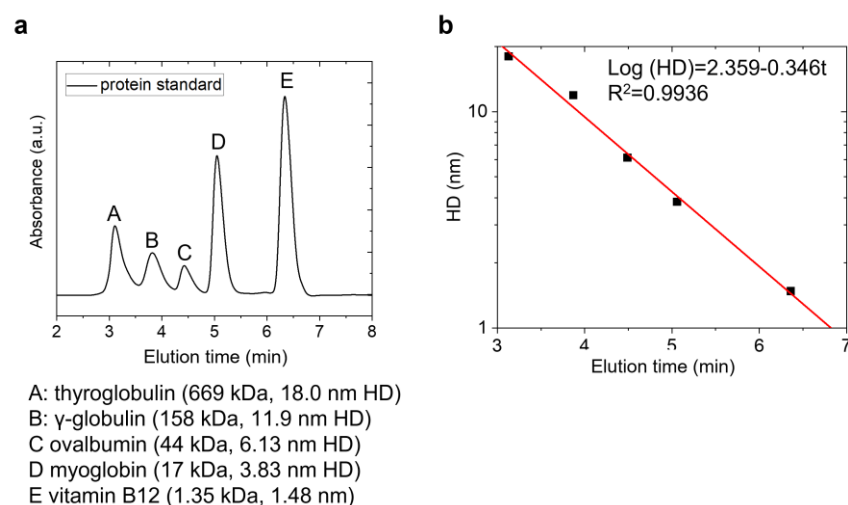 a
protein standard
A
B
C
D
E
Absorbance (a.u.)
2 3 4 5 6 7 8
Elution time (min)
A: thyroglobulin (669 kDa, 18.0 nm HD)
B: γ-globulin (158 kDa, 11.9 nm HD)
C ovalbumin (44 kDa, 6.13 nm HD)
D myoglobin (17 kDa, 3.83 nm HD)
E vitamin B12 (1.35 kDa, 1.48 nm)
b
Log (HD)=2.359-0.346t
R²=0.9936
HD (nm)
10
1
3 4 5 6 7
Elution time (min)